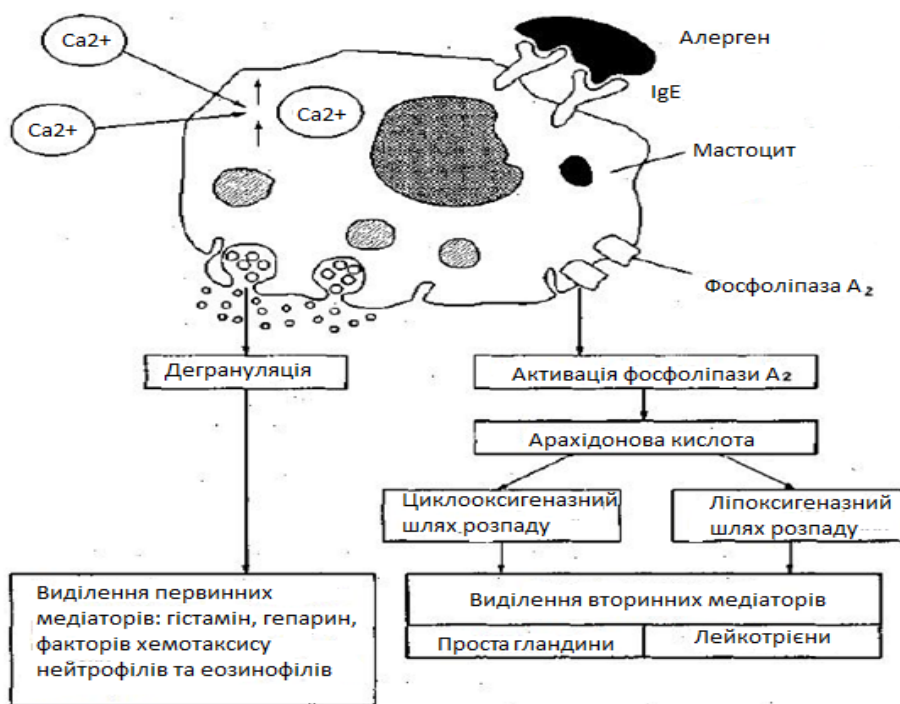 Ca2+
Ca2+
Ca2+
Алерген
IgE
Мастоцит
Фосфоліпаза А₂
Дегрануляція
Активація фосфоліпази А₂
Арахідонова кислота
Циклооксигеназний
шлях розпаду
Ліпоксигеназний
шлях розпаду
Виділення первинних
медіаторів: гістамін, гепарин,
факторів хемотаксису
нейтрофілів та еозинофілів
Виділення вторинних медіаторів
Проста гландини
Лейкотрієни